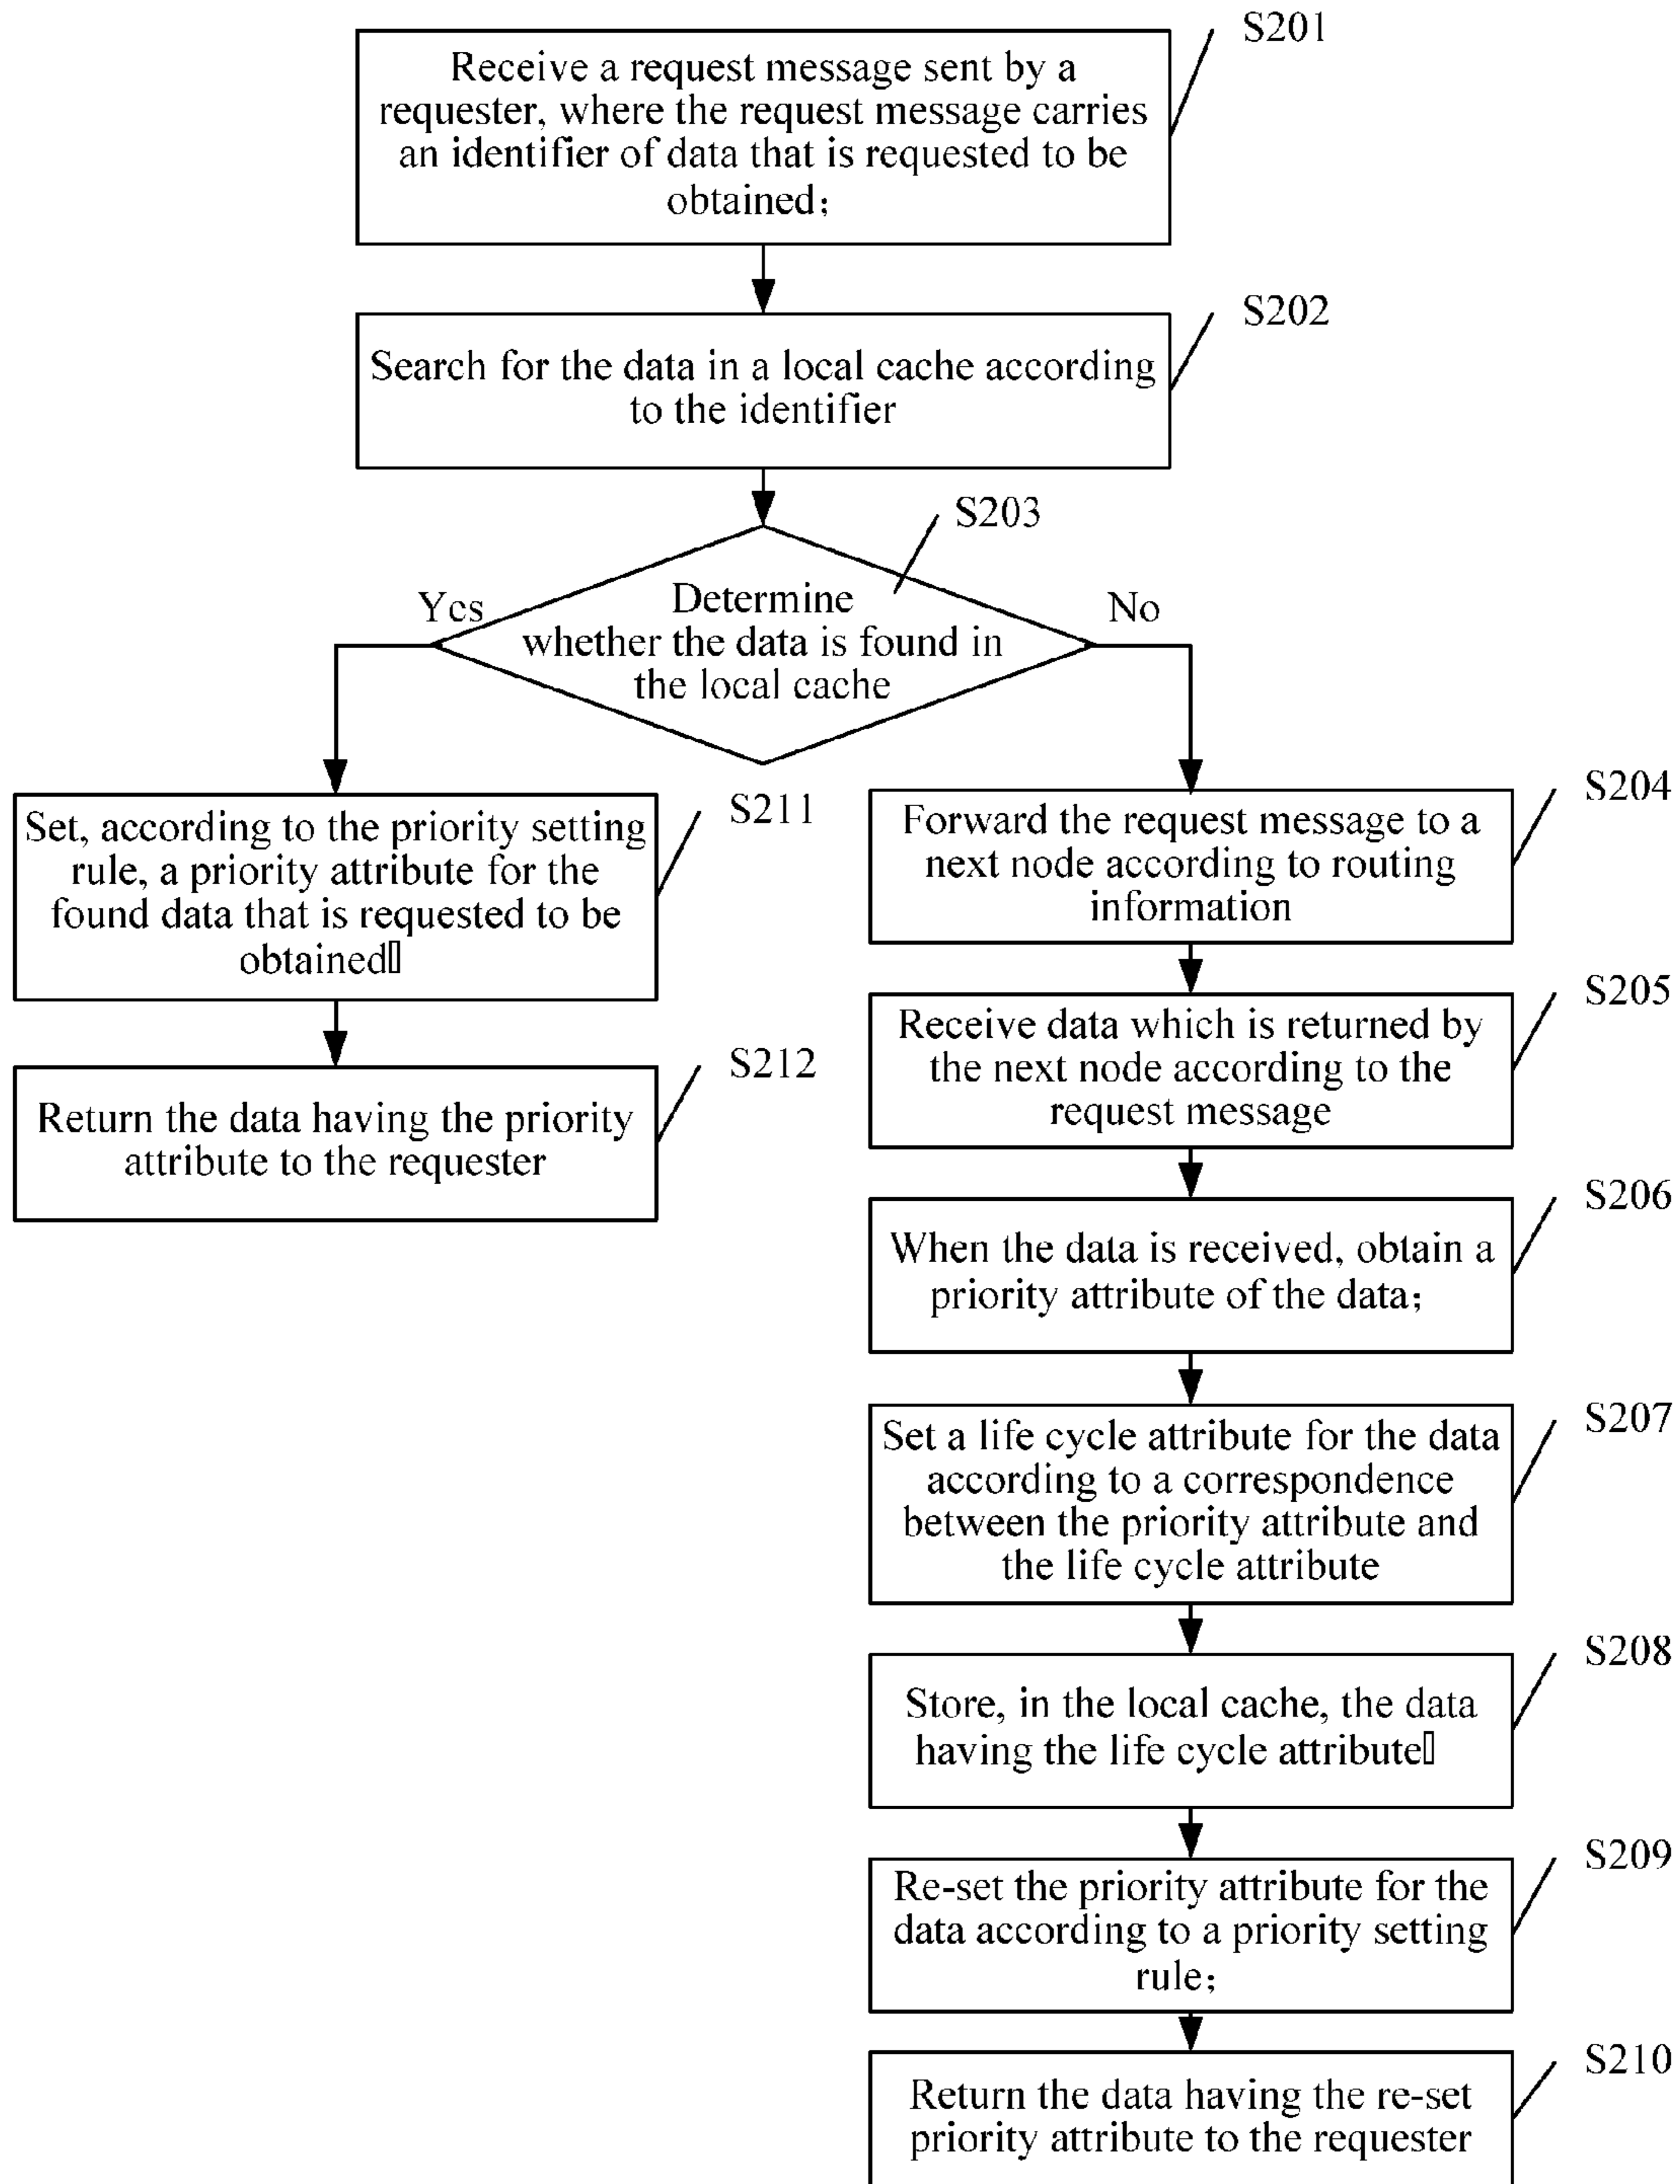 S201
Receive a request message sent by a
requester, where the request message carries
an identifier of data that is requested to be
obtained;
S202
Search for the data in a local cache according
to the identifier
S203
Determine
whether the data is found in
the local cache
Yes
No
S211
Set, according to the priority setting
rule, a priority attribute for the
found data that is requested to be
obtained▯
S212
Return the data having the priority
attribute to the requester
S204
Forward the request message to a
next node according to routing
information
S205
Receive data which is returned by
the next node according to the
request message
S206
When the data is received, obtain a
priority attribute of the data;
S207
Set a life cycle attribute for the data
according to a correspondence
between the priority attribute and
the life cycle attribute
S208
Store, in the local cache, the data
having the life cycle attribute▯
S209
Re-set the priority attribute for the
data according to a priority setting
rule;
S210
Return the data having the re-set
priority attribute to the requester